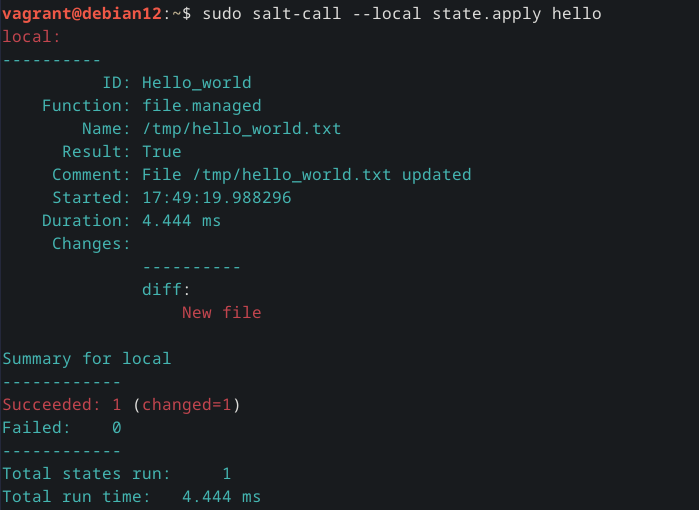 vagrant@debian12:~$ sudo salt-call --local state.apply hello
local:
----------
          ID: Hello_world
    Function: file.managed
        Name: /tmp/hello_world.txt
      Result: True
     Comment: File /tmp/hello_world.txt updated
     Started: 17:49:19.988296
    Duration: 4.444 ms
     Changes:
              ----------
              diff:
                  New file

Summary for local
------------
Succeeded: 1 (changed=1)
Failed:    0
------------
Total states run:     1
Total run time:   4.444 ms